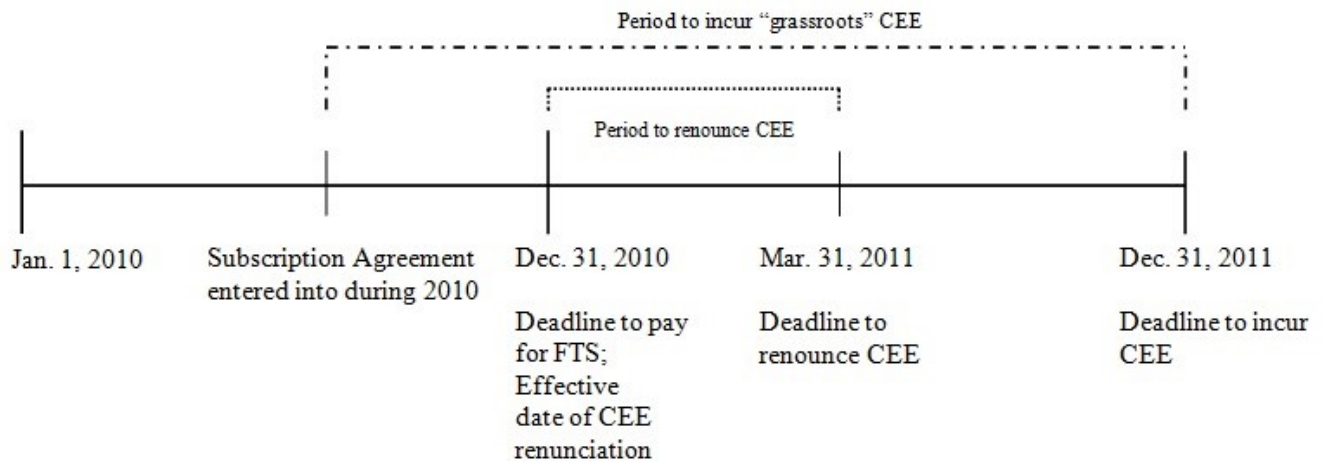 Period to incur “grassroots” CEE
Period to renounce CEE
Jan. 1, 2010
Subscription Agreement
entered into during 2010
Dec. 31, 2010
Deadline to pay
for FTS;
Effective
date of CEE
renunciation
Mar. 31, 2011
Deadline to
renounce CEE
Dec. 31, 2011
Deadline to incur
CEE